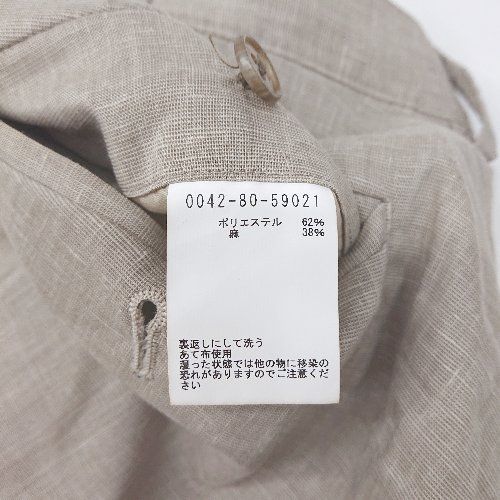 0042-80-59021
ポリエステル 62%
麻 38%
裏返しにして洗う
あて布使用
湿った状態では他の物に移染の
恐れがありますのでご注意ください